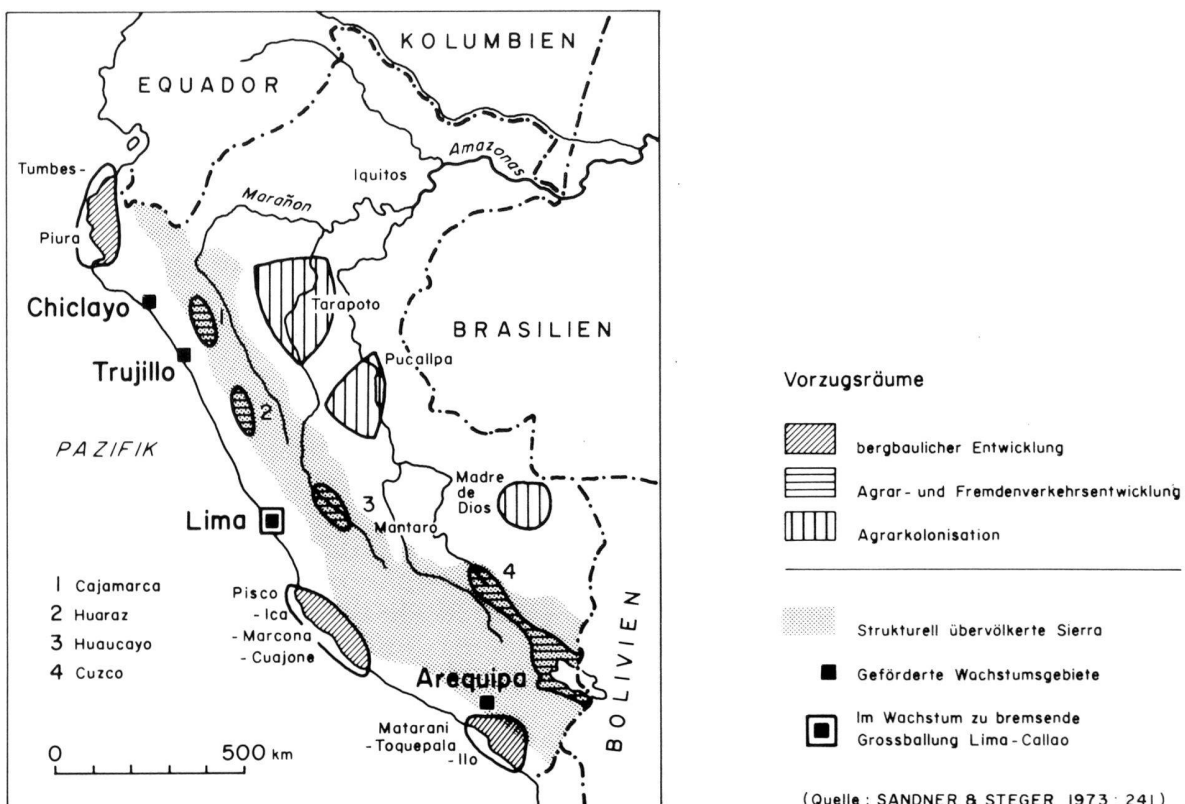 KOLUMBIEN
EQUADOR
Amazonas
Iquitos
Tumbes -
Marañon
Piura
Chiclayo
1
Tarapoto
BRASILIEN
Trujillo
Pucallpa
2
PAZIFIK
Madre
de
Dios
3
Lima
Mantaro
4
1 Cajamarca
2 Huaraz
3 Huaucayo
4 Cuzco
Pisco
- Ica
- Marcona
- Cuajone
Arequipa
BOLIVIEN
Matarani
- Toquepala
- Ilo
0 500 km
Vorzugsräume
bergbaulicher Entwicklung
Agrar- und Fremdenverkehrsentwicklung
Agrarkolonisation
Strukturell übervölkerte Sierra
Geförderte Wachstumsgebiete
Im Wachstum zu bremsende
Grossballung Lima-Callao
(Quelle: SANDNER & STEGER 1973: 241)